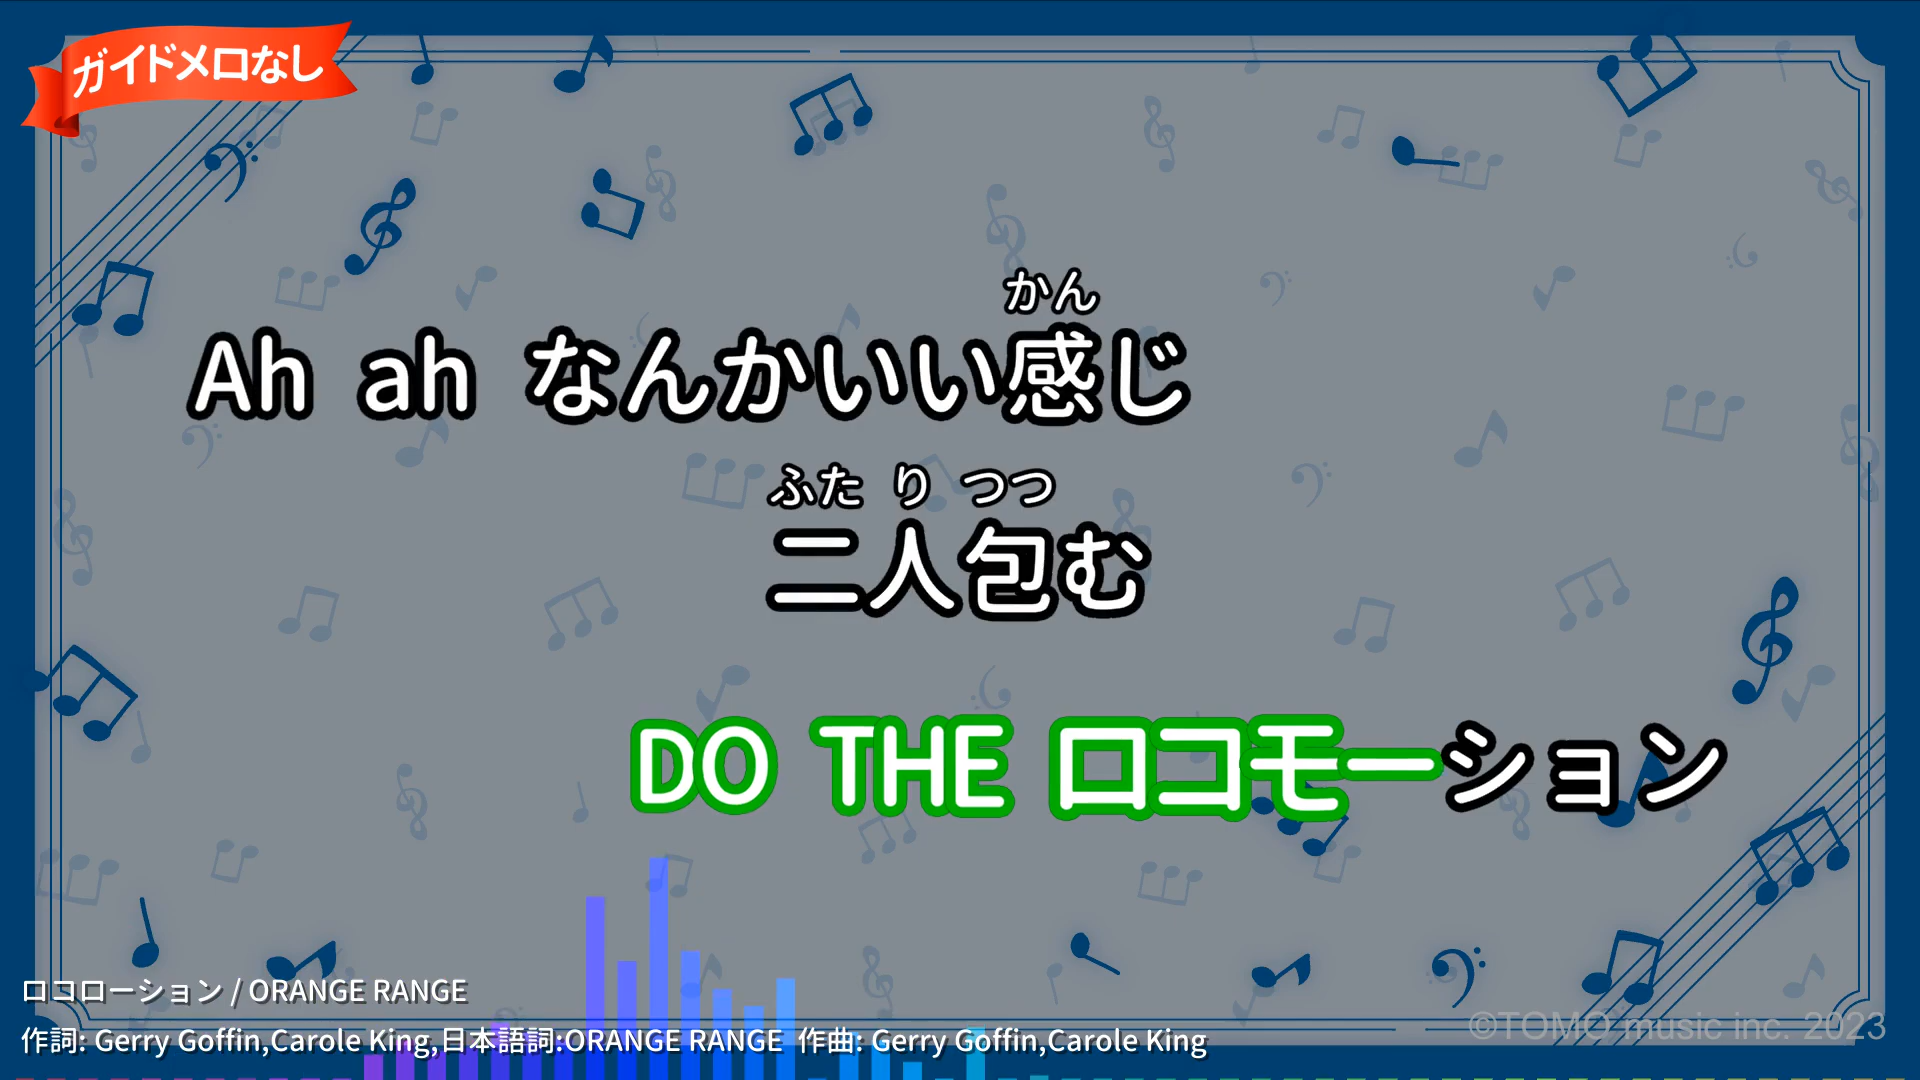 ガイドメロなし
かん
Ah ah なんかいい感じ
ふた り つつ
二人包む
DO THE ロコモーション
ロコローション / ORANGE RANGE
作詞: Gerry Goffin,Carole King,日本語詞:ORANGE RANGE 作曲: Gerry Goffin,Carole King
©TOMO music inc. 2023